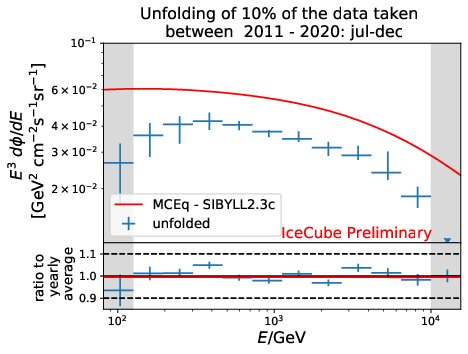 Unfolding of 10% of the data taken
between 2011 - 2020: jul-dec
10⁻¹
6 × 10⁻²
4 × 10⁻²
3 × 10⁻²
2 × 10⁻²
E³ dϕ/dE
[GeV² cm⁻²s⁻¹sr⁻¹]
MCEq - SIBYLL2.3c
unfolded
IceCube Preliminary
1.1
1.0
0.9
ratio to
yearly
average
10² 10³ 10⁴
E/GeV